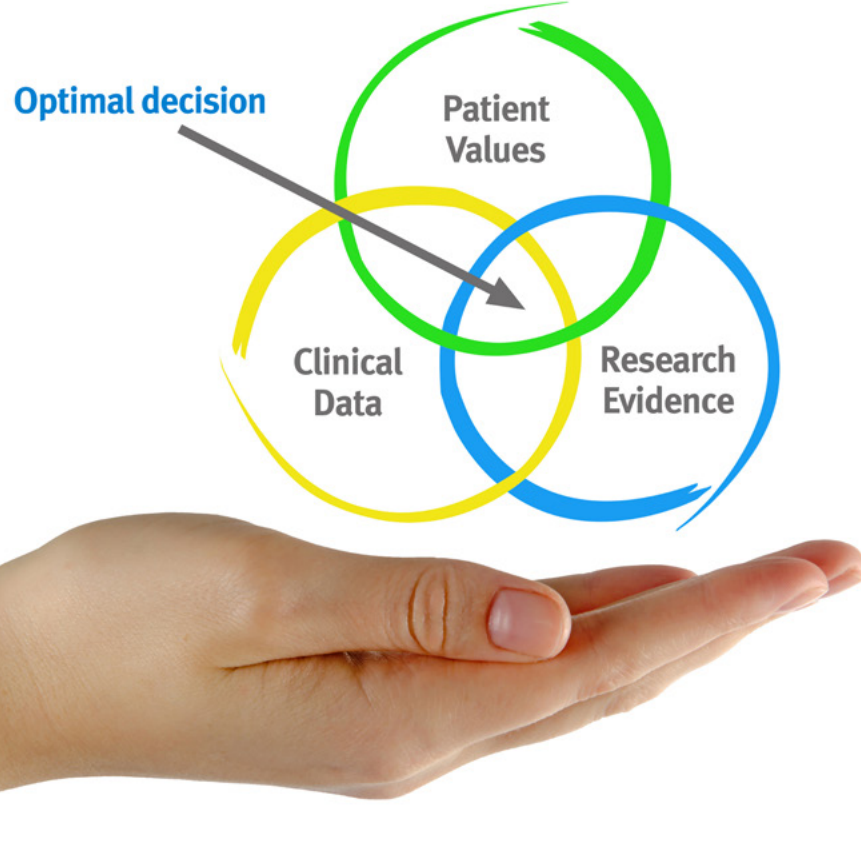 Optimal decision
Patient
Values
Clinical
Data
Research
Evidence